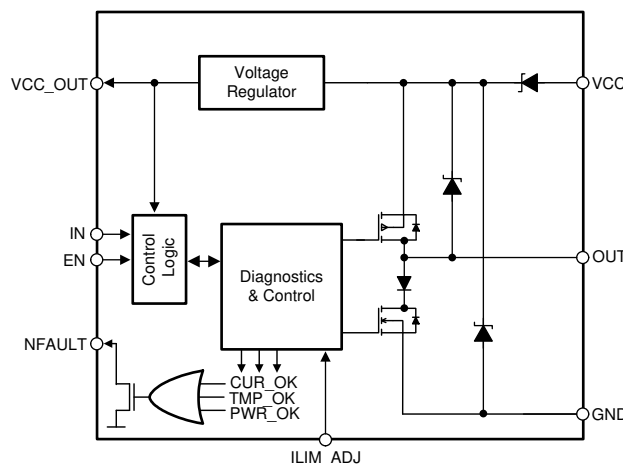 VCC_OUT
Voltage
Regulator
VCC
IN
EN
Control
Logic
Diagnostics
& Control
OUT
NFAULT
CUR_OK
TMP_OK
PWR_OK
GND
ILIM_ADJ